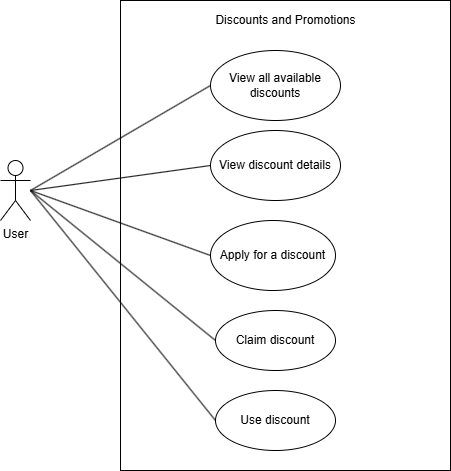 Discounts and Promotions
View all available
discounts
View discount details
User
Apply for a discount
Claim discount
Use discount